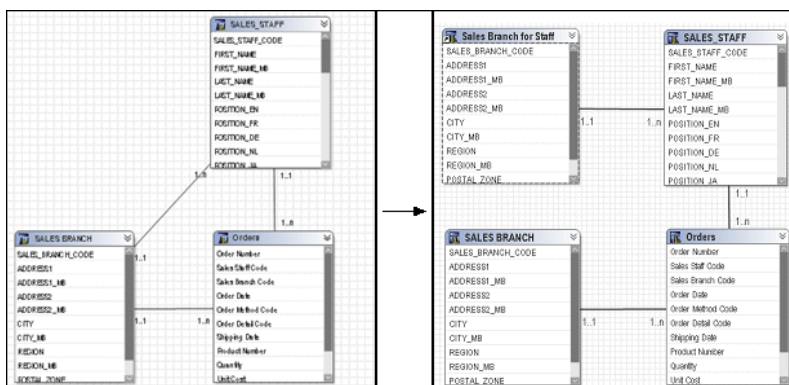 SALES_STAFF
SALES_STAFF_CODE
FIRST_NAME
FIRST_NAME_MB
LAST_NAME
LAST_NAME_MB
POSITION_EN
POSITION_FR
POSITION_DE
POSITION_NL
POSITION_JA
1..n
1..1
1..n
SALES BRANCH
SALES_BRANCH_CODE
ADDRESS1
ADDRESS1_MB
ADDRESS2
ADDRESS2_MB
CITY
CITY_MB
REGION
REGION_MB
POSTAL_ZONE
1..1
1..1
1..n
Orders
Order Number
Sales Staff Code
Sales Branch Code
Order Date
Order Method Code
Order Detail Code
Shipping Date
Product Number
Quantity
Unit Cost
Sales Branch for Staff
SALES_BRANCH_CODE
ADDRESS1
ADDRESS1_MB
ADDRESS2
ADDRESS2_MB
CITY
CITY_MB
REGION
REGION_MB
POSTAL_ZONE
1..1
1..n
SALES_STAFF
SALES_STAFF_CODE
FIRST_NAME
FIRST_NAME_MB
LAST_NAME
LAST_NAME_MB
POSITION_EN
POSITION_FR
POSITION_DE
POSITION_NL
POSITION_JA
1..1
1..n
SALES BRANCH
SALES_BRANCH_CODE
ADDRESS1
ADDRESS1_MB
ADDRESS2
ADDRESS2_MB
CITY
CITY_MB
REGION
REGION_MB
POSTAL_ZONE
1..1
1..n
Orders
Order Number
Sales Staff Code
Sales Branch Code
Order Date
Order Method Code
Order Detail Code
Shipping Date
Product Number
Quantity
Unit Cost